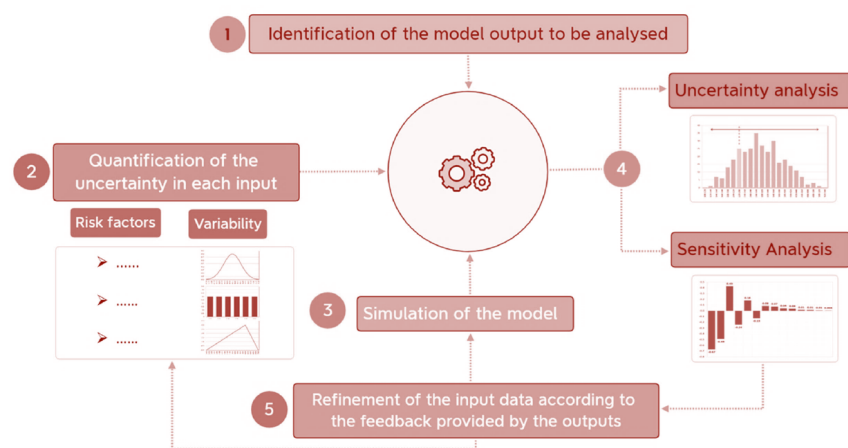 1
Identification of the model output to be analysed
Uncertainty analysis
2
Quantification of the
uncertainty in each input
4
Risk factors
Variability
......
......
......
Sensitivity Analysis
3
Simulation of the model
5
Refinement of the input data according to
the feedback provided by the outputs